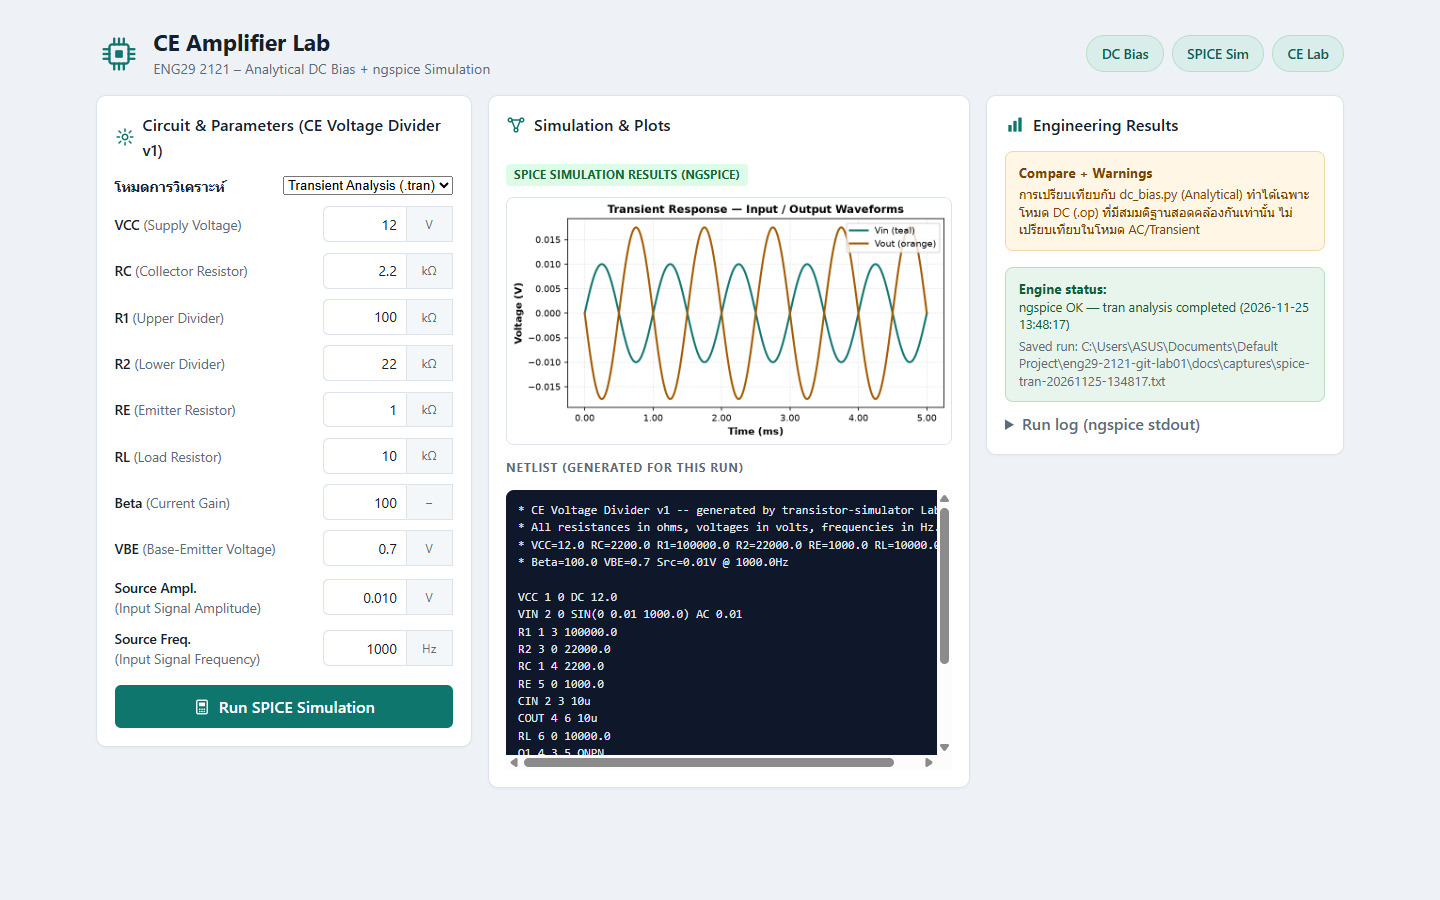 CE Amplifier Lab
ENG29 2121 – Analytical DC Bias + ngspice Simulation
DC Bias
SPICE Sim
CE Lab
Circuit & Parameters (CE Voltage Divider
v1)
โหมดการวิเคราะห์
Transient Analysis (.tran)
VCC (Supply Voltage)
12
V
RC (Collector Resistor)
2.2
kΩ
R1 (Upper Divider)
100
kΩ
R2 (Lower Divider)
22
kΩ
RE (Emitter Resistor)
1
kΩ
RL (Load Resistor)
10
kΩ
Beta (Current Gain)
100
–
VBE (Base-Emitter Voltage)
0.7
V
Source Ampl.
(Input Signal Amplitude)
0.010
V
Source Freq.
(Input Signal Frequency)
1000
Hz
Run SPICE Simulation
Simulation & Plots
SPICE SIMULATION RESULTS (NGSPICE)
Transient Response — Input / Output Waveforms
Vin (teal)
Vout (orange)
Voltage (V)
0.015
0.010
0.005
0.000
−0.005
−0.010
−0.015
0.00
1.00
2.00
3.00
4.00
5.00
Time (ms)
NETLIST (GENERATED FOR THIS RUN)
* CE Voltage Divider v1 -- generated by transistor-simulator Lab
* All resistances in ohms, voltages in volts, frequencies in Hz.
* VCC=12.0 RC=2200.0 R1=100000.0 R2=22000.0 RE=1000.0 RL=10000.0
* Beta=100.0 VBE=0.7 Src=0.01V @ 1000.0Hz
VCC 1 0 DC 12.0
VIN 2 0 SIN(0 0.01 1000.0) AC 0.01
R1 1 3 100000.0
R2 3 0 22000.0
RC 1 4 2200.0
RE 5 0 1000.0
CIN 2 3 10u
COUT 4 6 10u
RL 6 0 10000.0
Q1 4 3 5 QNPN
Engineering Results
Compare + Warnings
การเปรียบเทียบกับ dc_bias.py (Analytical) ทำได้เฉพาะ
โหมด DC (.op) ที่มีสมมติฐานสอดคล้องกันเท่านั้น ไม่
เปรียบเทียบในโหมด AC/Transient
Engine status:
ngspice OK — tran analysis completed (2026-11-25
13:48:17)
Saved run: C:\Users\ASUS\Documents\Default
Project\eng29-2121-git-lab01\docs\captures\spice-
tran-20261125-134817.txt
Run log (ngspice stdout)